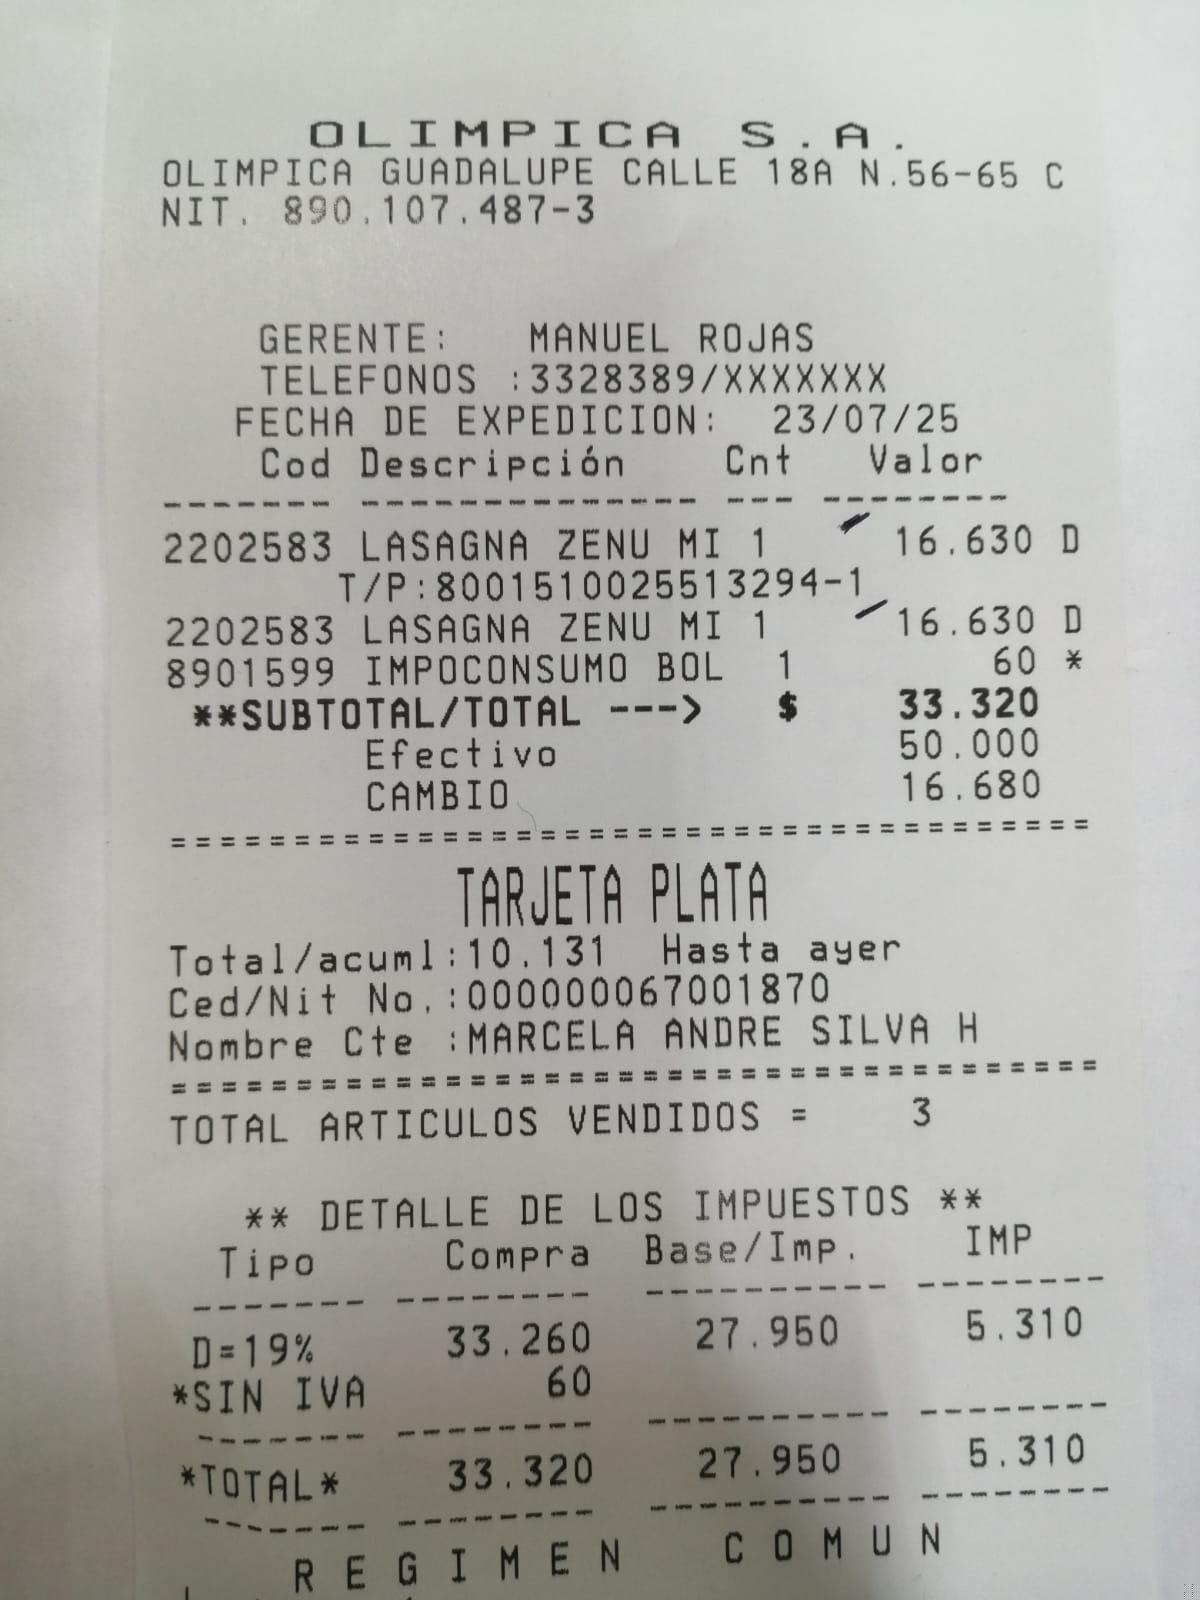 OLIMPICA S.A.
OLIMPICA GUADALUPE CALLE 18A N.56-65 C
NIT. 890.107.487-3
GERENTE: MANUEL ROJAS
TELEFONOS :3328389/XXXXXXX
FECHA DE EXPEDICION: 23/07/25
Cod Descripción Cnt Valor
------- -------------- --- --------
2202583 LASAGNA ZENU MI 1 16.630 D
T/P:8001510025513294-1
2202583 LASAGNA ZENU MI 1 16.630 D
8901599 IMPOCONSUMO BOL 1 60 *
**SUBTOTAL/TOTAL ---> $ 33.320
Efectivo 50.000
CAMBIO 16.680
======================================
TARJETA PLATA
Total/acuml:10.131 Hasta ayer
Ced/Nit No.:000000067001870
Nombre Cte :MARCELA ANDRE SILVA H
======================================
TOTAL ARTICULOS VENDIDOS = 3
** DETALLE DE LOS IMPUESTOS **
Tipo Compra Base/Imp. IMP
------- -------- ---------- --------
D=19% 33.260 27.950 5.310
*SIN IVA 60
------- -------- ---------- --------
*TOTAL* 33.320 27.950 5.310
------- -------- ---------- --------
REGIMEN COMUN